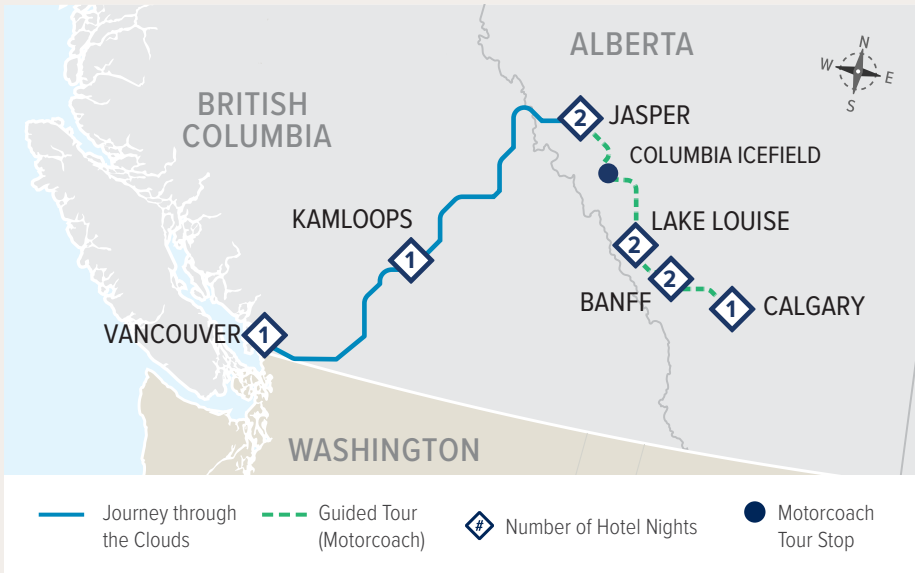 ALBERTA
N
W
E
S
BRITISH
COLUMBIA
2
JASPER
COLUMBIA ICEFIELD
KAMLOOPS
1
LAKE LOUISE
2
2
BANFF
1
CALGARY
VANCOUVER
1
WASHINGTON
Journey through
the Clouds
Guided Tour
(Motorcoach)
#
Number of Hotel Nights
Motorcoach
Tour Stop